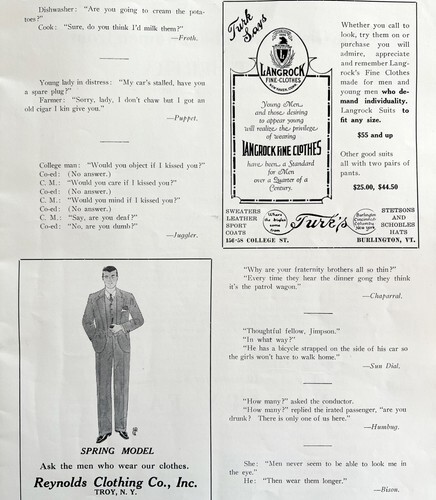 Dishwasher: "Are you going to cream the pota-
toes?"
Cook: "Sure, do you think I'd milk them?"
—Froth.
Young lady in distress: "My car's stalled, have you
a spare plug?"
Farmer: "Sorry, lady, I don't chaw but I got an
old cigar I kin give you."
—Puppet.
College man: "Would you object if I kissed you?"
Co-ed: (No answer.)
C. M.: "Would you care if I kissed you?"
Co-ed: (No answer.)
C. M.: "Would you mind if I kissed you?"
Co-ed: (No answer.)
C. M.: "Say, are you deaf?"
Co-ed: "No, are you dumb?"
—Juggler.
SPRING MODEL
Ask the men who wear our clothes.
Reynolds Clothing Co., Inc.
TROY, N. Y.
Turk Says
LANGROCK
FINE CLOTHES
NEW HAVEN, CONN.
Young Men
and those desiring
to appear young
will realize the privilege
of wearing
LANGROCK FINE CLOTHES
have been a Standard
for Men
over a Quarter of a
Century.
Whether you call to
look, try them on or
purchase you will
admire, appreciate
and remember Lang-
rock's Fine Clothes
made for men and
young men who de-
mand individuality.
Langrock Suits to
fit any size.
$55 and up
Other good suits
all with two pairs of
pants.
$25.00, $44.50
SWEATERS
LEATHER
SPORT
COATS
Where the styles come from
Turk's
Burlington
New York
STETSONS
AND
SCHOBLES
HATS
156-58 COLLEGE ST.
BURLINGTON, VT.
"Why are your fraternity brothers all so thin?"
"Every time they hear the dinner gong they think
it's the patrol wagon."
—Chaparral.
"Thoughtful fellow, Jimpson."
"In what way?"
"He has a bicycle strapped on the side of his car so
the girls won't have to walk home."
—Sun Dial.
"How many?" asked the conductor.
"How many?" replied the irated passenger, "are you
drunk? There is only one of us here."
—Humbug.
She: "Men never seem to be able to look me in
the eye."
He: "Then wear them longer."
—Bison.